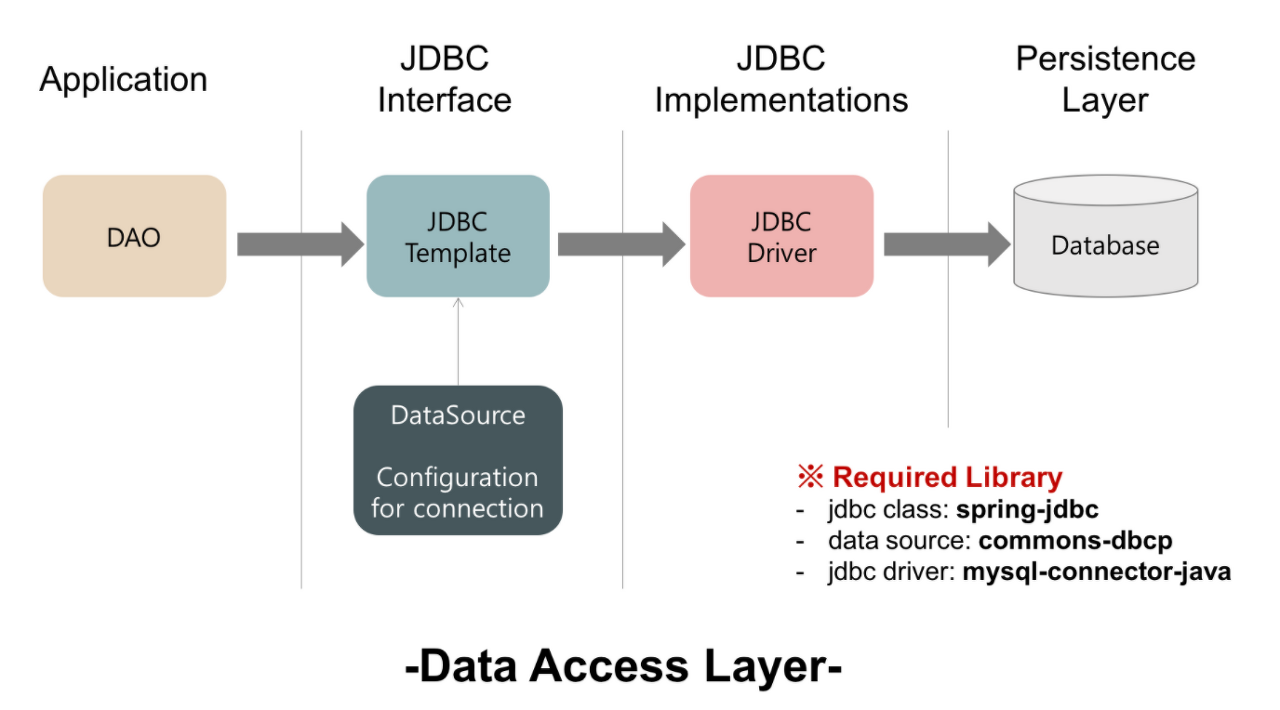 Application
JDBC
Interface
JDBC
Implementations
Persistence
Layer
DAO
JDBC
Template
JDBC
Driver
Database
DataSource
Configuration
for connection
※ Required Library
- jdbc class: spring-jdbc
- data source: commons-dbcp
- jdbc driver: mysql-connector-java
-Data Access Layer-